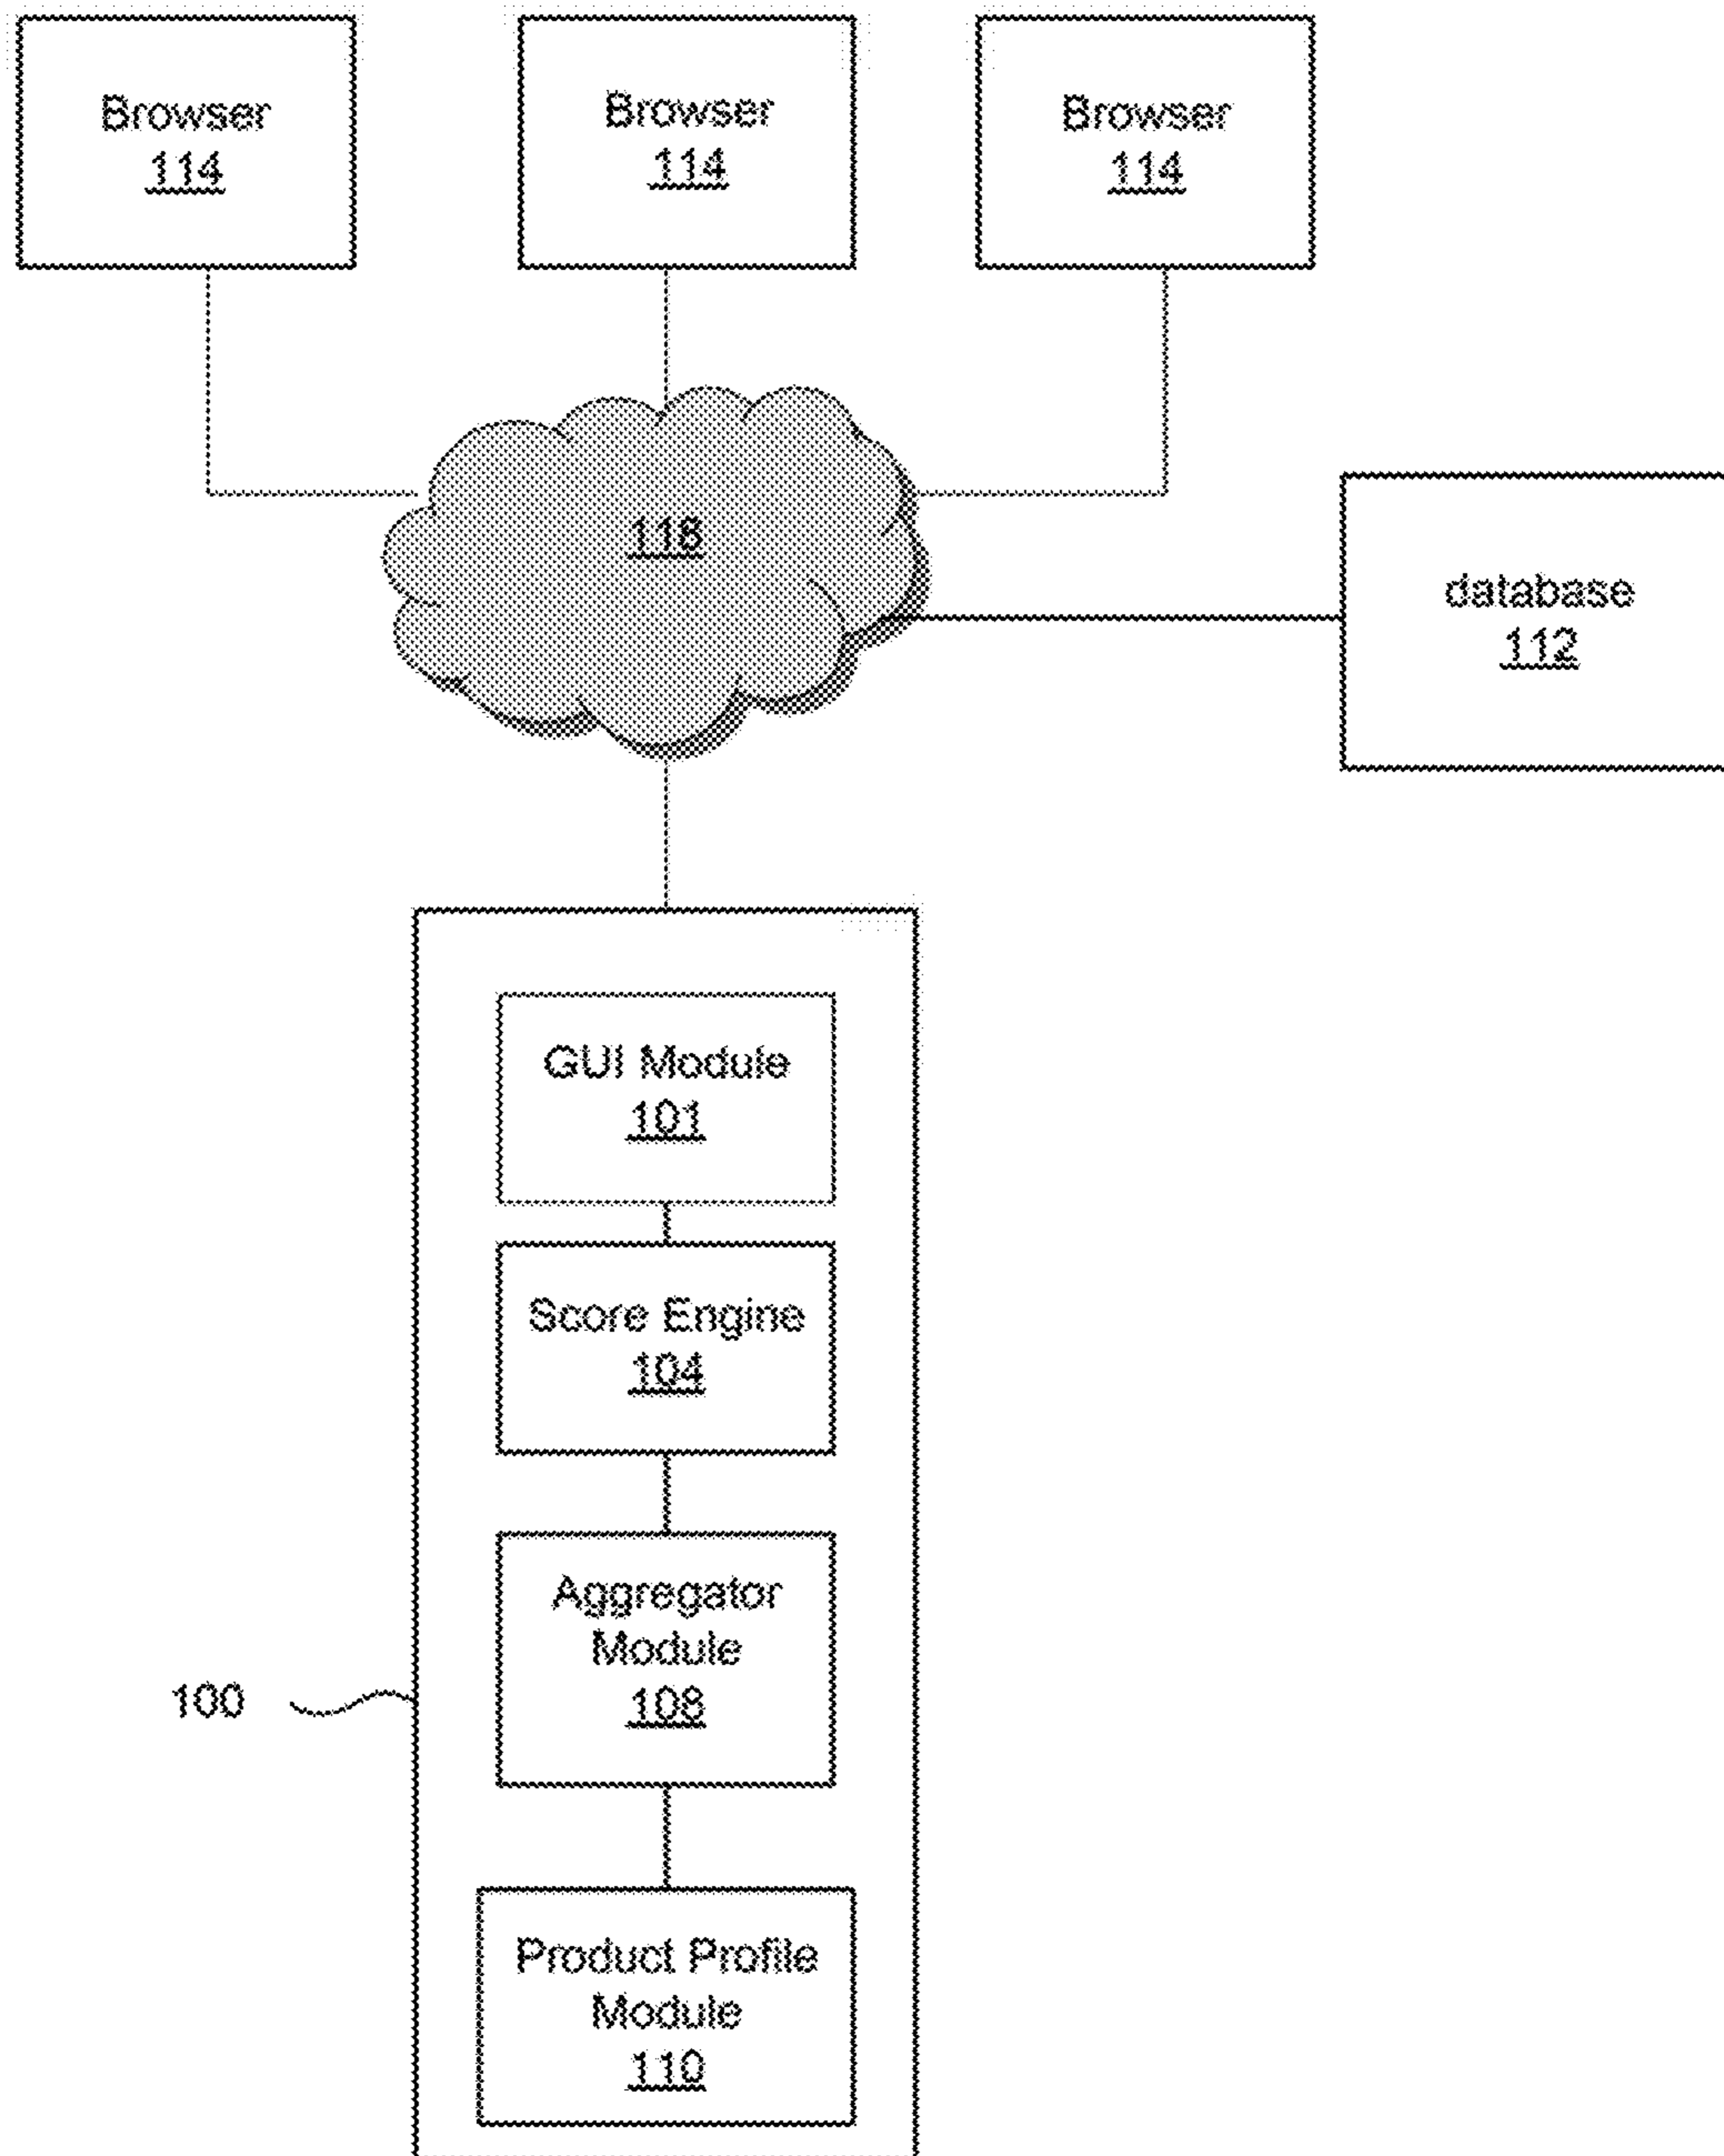 Browser
114
Browser
114
Browser
114
118
database
112
GUI Module
101
Score Engine
104
Aggregator
Module
108
100
Product Profile
Module
110